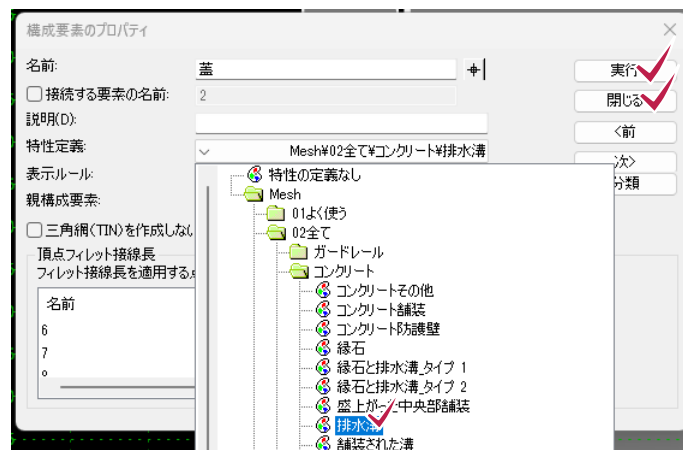 構成要素のプロパティ
名前:
蓋
実行
接続する要素の名前:
2
閉じる
説明(D):
<前
特性定義:
Mesh¥02全て¥コンクリート¥排水溝
次>
表示ルール:
特性の定義なし
分類
親構成要素:
Mesh
01よく使う
三角網(TIN)を作成しな
02全て
頂点フィレット接線長
ガードレール
フィレット接線長を適用する
コンクリート
名前
コンクリートその他
6
コンクリート舗装
コンクリート防護壁
7
縁石
縁石と排水溝_タイプ 1
縁石と排水溝_タイプ 2
盛上がった中央部舗装
排水溝
舗装された溝